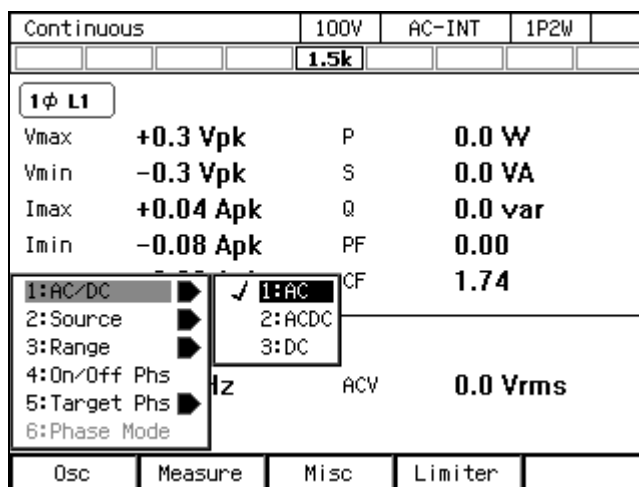 Continuous 100V AC-INT 1P2W
1.5k
1ϕ L1
Vmax +0.3 Vpk P 0.0 W
Vmin -0.3 Vpk S 0.0 VA
Imax +0.04 Apk Q 0.0 var
Imin -0.08 Apk PF 0.00
CF 1.74
1:AC/DC
2:Source
3:Range
4:On/Off Phs
5:Target Phs
6:Phase Mode
✓ 1:AC
2:ACDC
3:DC
Hz ACV 0.0 Vrms
Osc Measure Misc Limiter